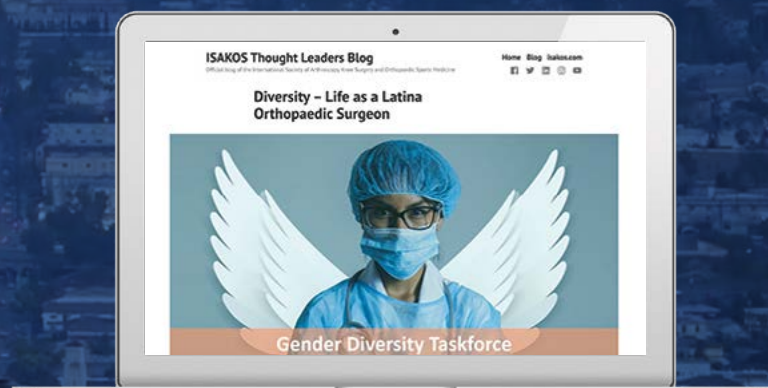 ISAKOS Thought Leaders Blog
Official blog of the International Society of Arthroscopy Knee Surgery and Orthopaedic Sports Medicine
Home Blog isakos.com
Diversity – Life as a Latina
Orthopaedic Surgeon
Gender Diversity Taskforce